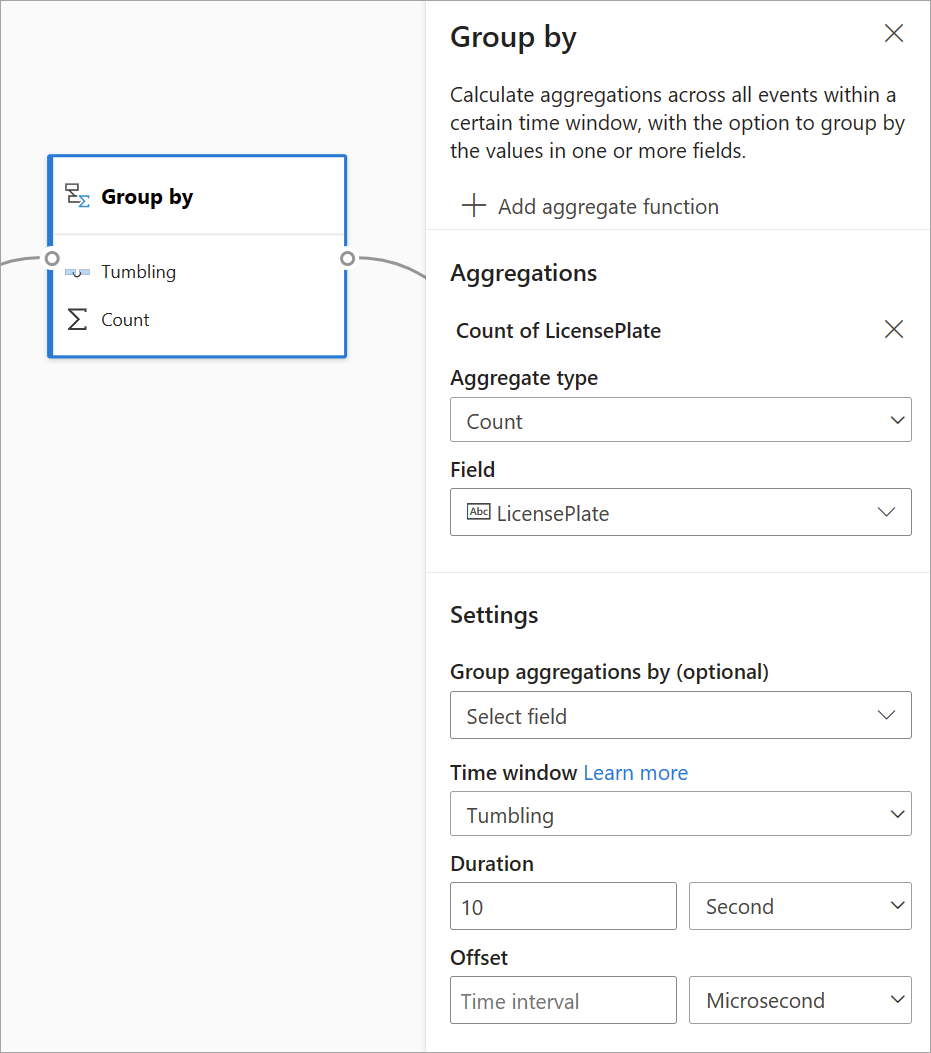 Group by
Tumbling
Count
Group by
Calculate aggregations across all events within a
certain time window, with the option to group by
the values in one or more fields.
Add aggregate function
Aggregations
Count of LicensePlate
Aggregate type
Count
Field
Abc LicensePlate
Settings
Group aggregations by (optional)
Select field
Time window Learn more
Tumbling
Duration
10 Second
Offset
Time interval Microsecond